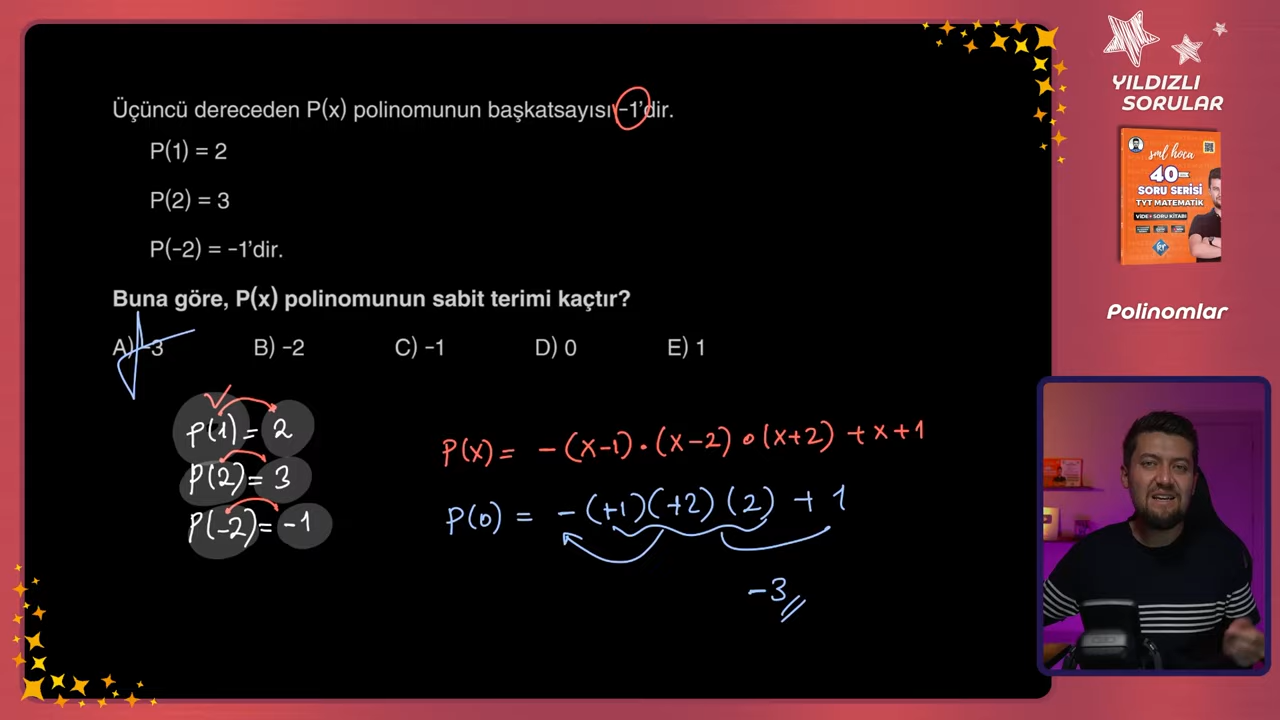 Üçüncü dereceden P(x) polinomunun başkatsayısı -1'dir.
P(1) = 2
P(2) = 3
P(-2) = -1'dir.
Buna göre, P(x) polinomunun sabit terimi kaçtır?
A) -3 B) -2 C) -1 D) 0 E) 1
P(1) = 2
P(2) = 3
P(-2) = -1
P(x) = -(x-1)·(x-2)·(x+2) + x+1
P(0) = -(+1)(+2)(2) + 1
-3
YILDIZLI
SORULAR
sml hoca
40
SORU SERİSİ
TYT MATEMATİK
Polinomlar